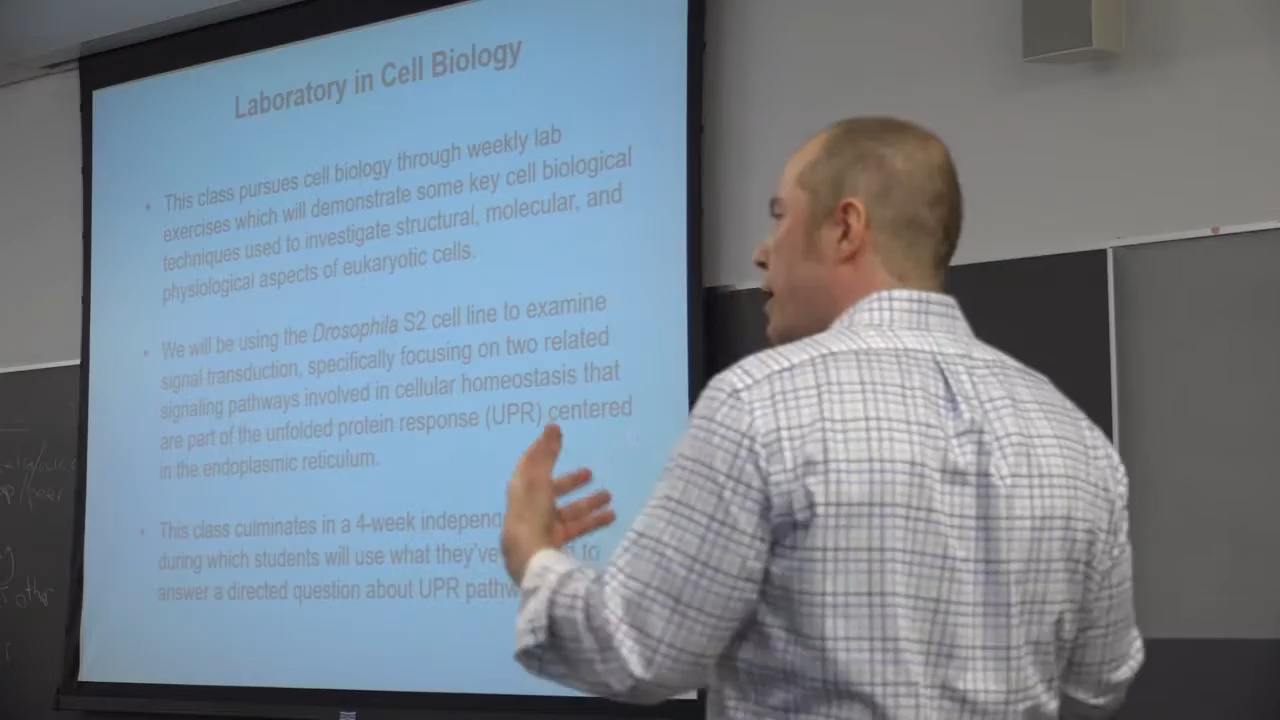 Laboratory in Cell Biology
• This class pursues cell biology through weekly lab
exercises which will demonstrate some key cell biological
techniques used to investigate structural, molecular, and
physiological aspects of eukaryotic cells.
• We will be using the Drosophila S2 cell line to examine
signal transduction, specifically focusing on two related
signaling pathways involved in cellular homeostasis that
are part of the unfolded protein response (UPR) centered
in the endoplasmic reticulum.
• This class culminates in a 4-week independ
during which students will use what they've to
answer a directed question about UPR pathw